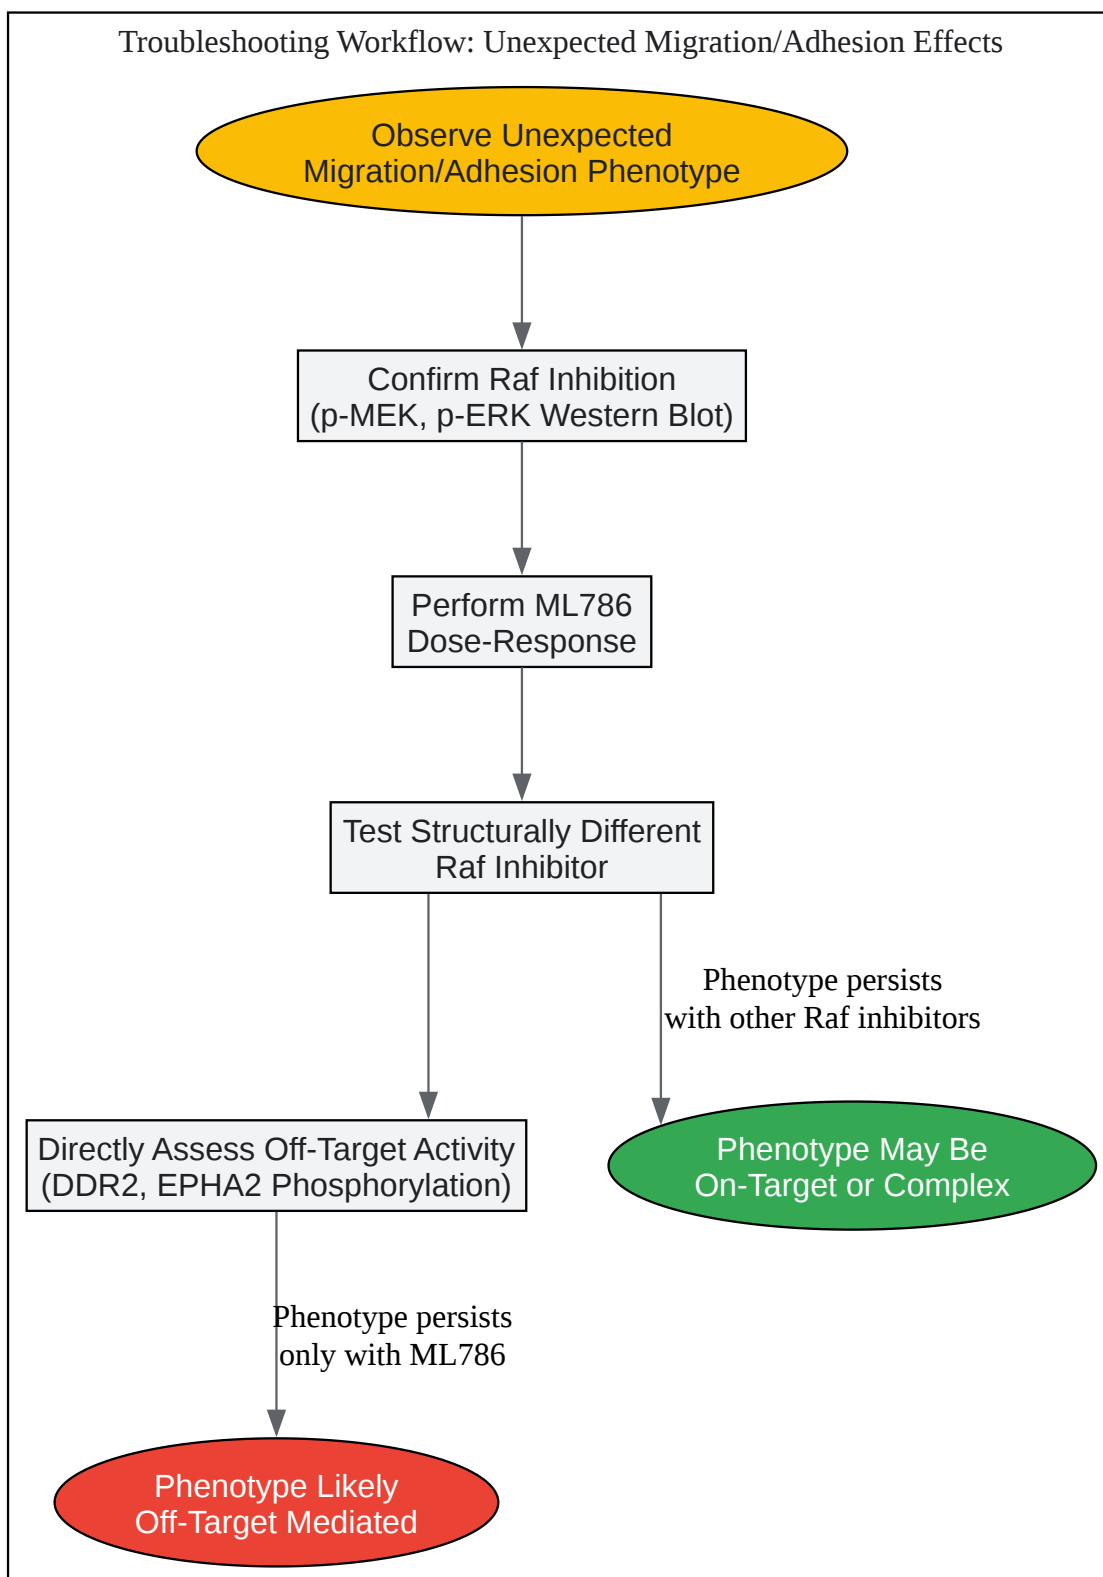 Troubleshooting Workflow: Unexpected Migration/Adhesion Effects
Observe Unexpected
Migration/Adhesion Phenotype
Confirm Raf Inhibition
(p-MEK, p-ERK Western Blot)
Perform ML786
Dose-Response
Test Structurally Different
Raf Inhibitor
Phenotype persists
with other Raf inhibitors
Directly Assess Off-Target Activity
(DDR2, EPHA2 Phosphorylation)
Phenotype May Be
On-Target or Complex
Phenotype persists
only with ML786
Phenotype Likely
Off-Target Mediated